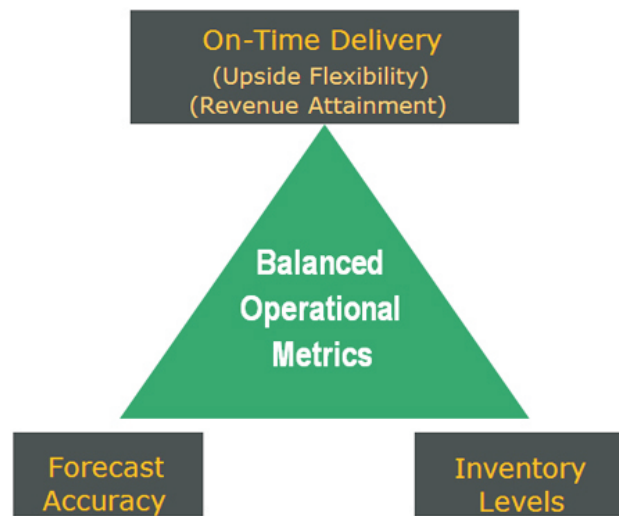 On-Time Delivery
(Upside Flexibility)
(Revenue Attainment)
Balanced
Operational
Metrics
Forecast
Accuracy
Inventory
Levels